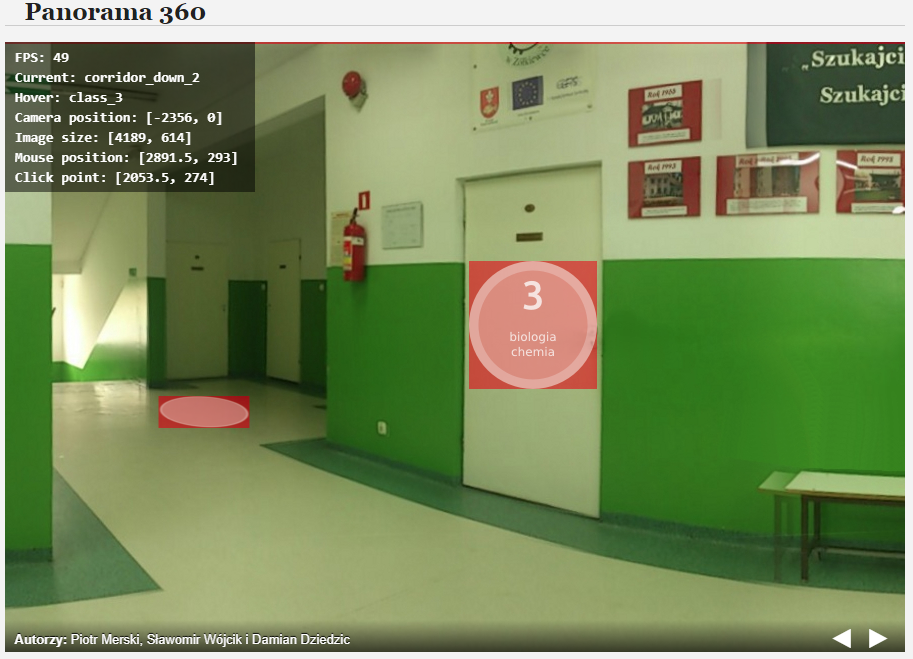 Panorama 360
FPS: 49
Current: corridor_down_2
Hover: class_3
Camera position: [-2356, 0]
Image size: [4189, 614]
Mouse position: [2891.5, 293]
Click point: [2053.5, 274]
„Szukajci
Szukajci
Rok 1920
Rok 1993
Rok 1995
3
biologia
chemia
Autorzy: Piotr Merski, Sławomir Wójcik i Damian Dziedzic